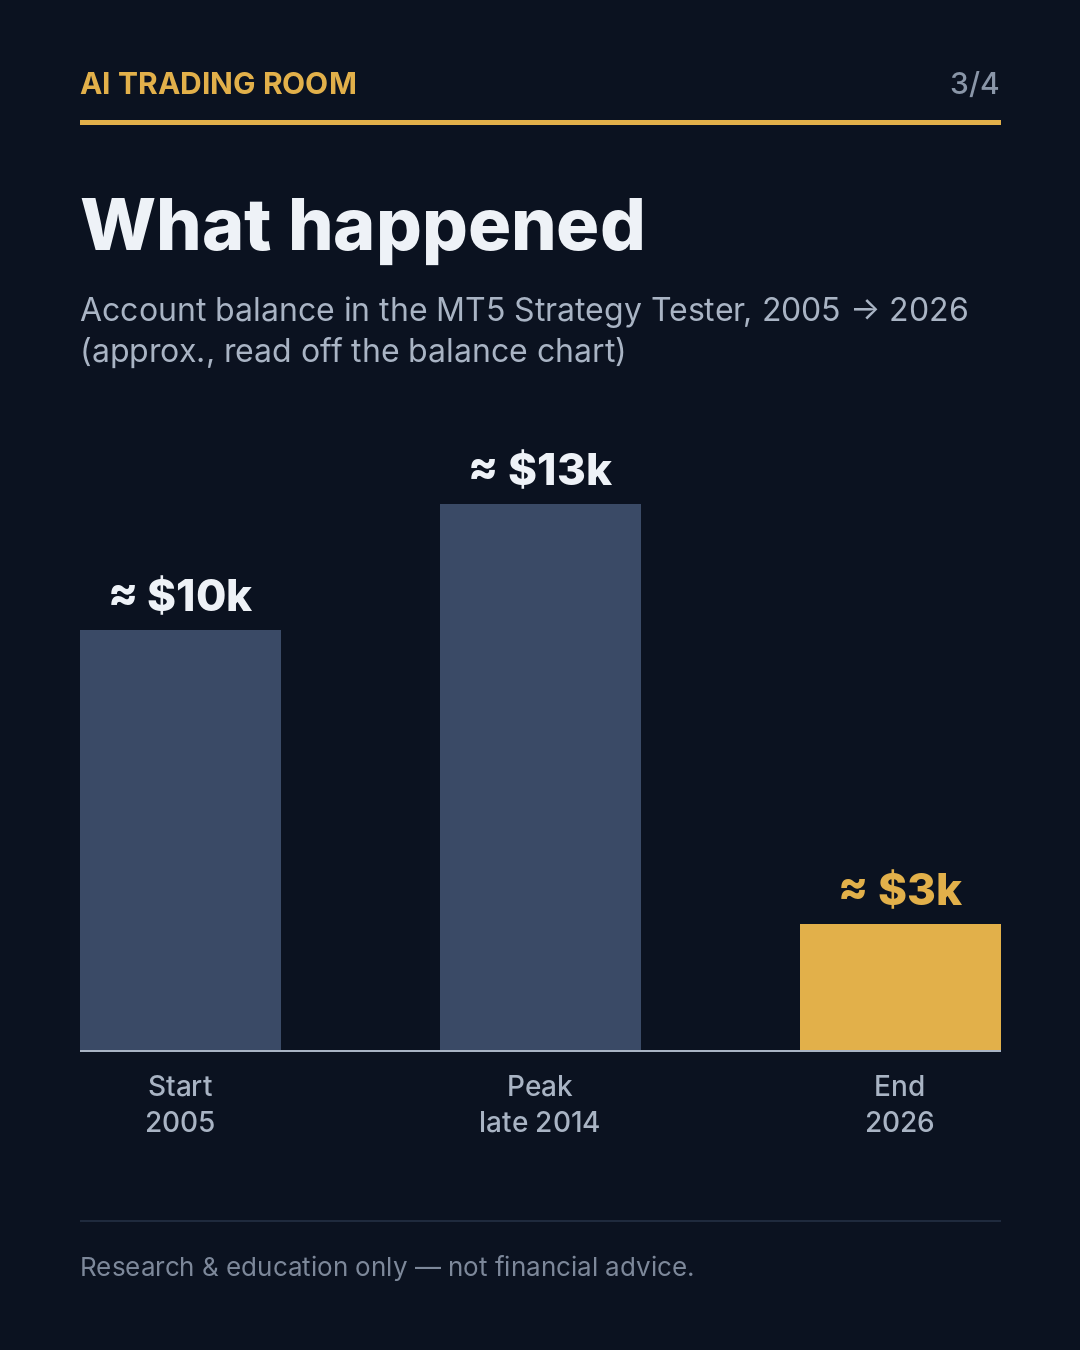 AI TRADING ROOM
3/4
What happened
Account balance in the MT5 Strategy Tester, 2005 → 2026
(approx., read off the balance chart)
≈ $10k
≈ $13k
≈ $3k
Start
2005
Peak
late 2014
End
2026
Research & education only — not financial advice.